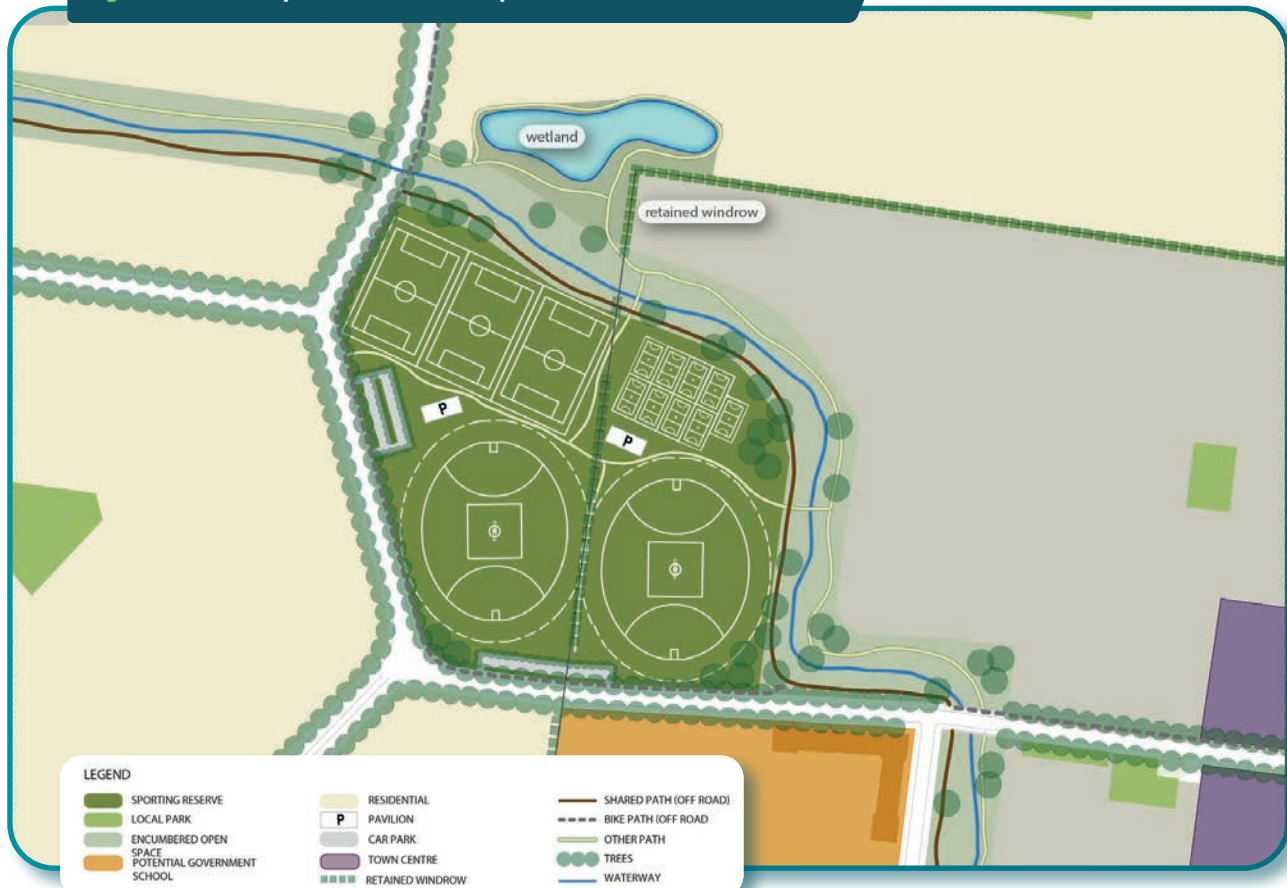 wetland
retained windrow
P
P
LEGEND
SPORTING RESERVE
LOCAL PARK
ENCUMBERED OPEN
SPACE
POTENTIAL GOVERNMENT
SCHOOL
RESIDENTIAL
P PAVILION
CAR PARK
TOWN CENTRE
RETAINED WINDROW
SHARED PATH (OFF ROAD)
BIKE PATH (OFF ROAD
OTHER PATH
TREES
WATERWAY